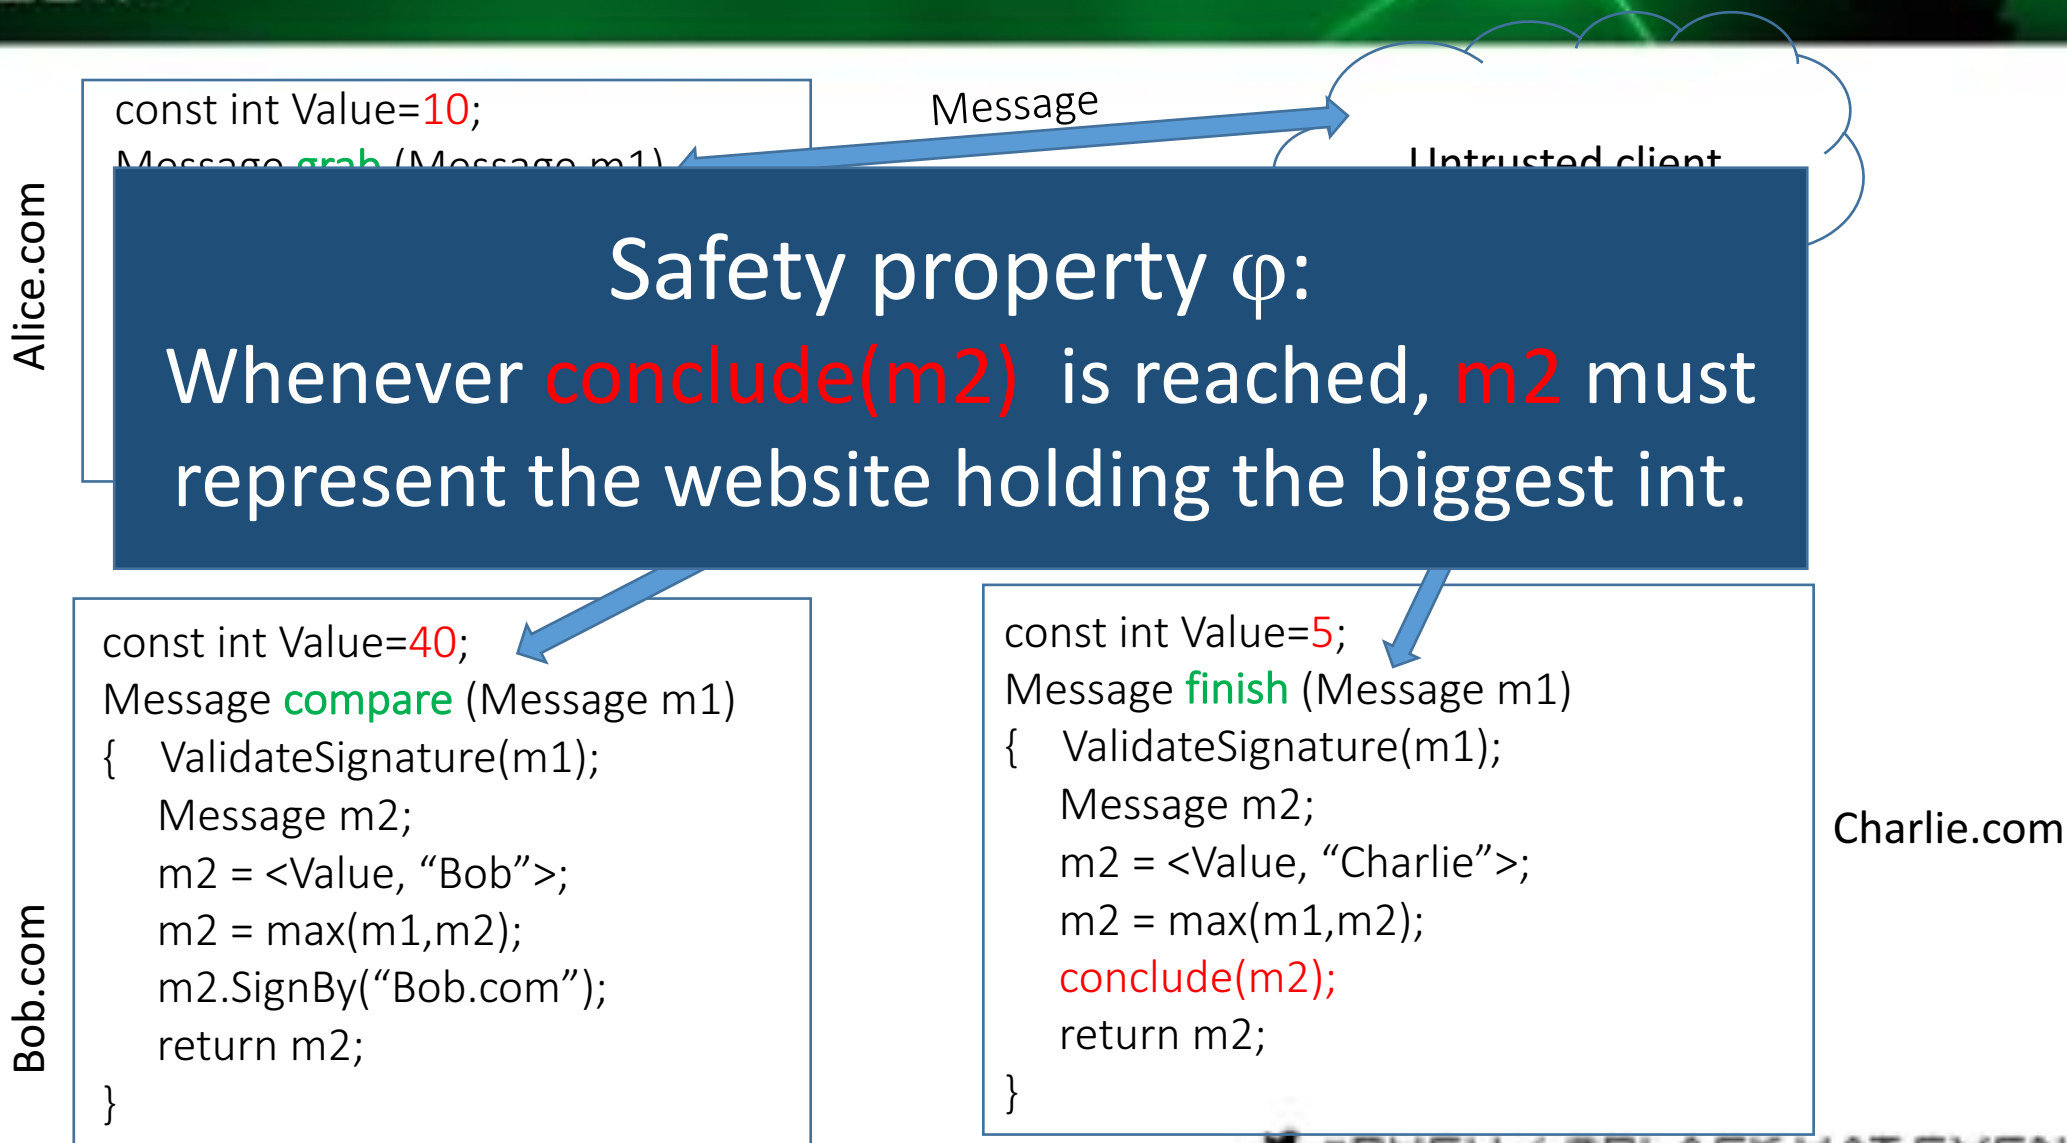 const int Value=10;
Message grab (Message m1)
Alice.com
Message
Untrusted client
Safety property φ:
Whenever conclude(m2) is reached, m2 must
represent the website holding the biggest int.
const int Value=40;
Message compare (Message m1)
{ ValidateSignature(m1);
Message m2;
m2 = <Value, “Bob”>;
m2 = max(m1,m2);
m2.SignBy(“Bob.com”);
return m2;
}
Bob.com
const int Value=5;
Message finish (Message m1)
{ ValidateSignature(m1);
Message m2;
m2 = <Value, “Charlie”>;
m2 = max(m1,m2);
conclude(m2);
return m2;
}
Charlie.com